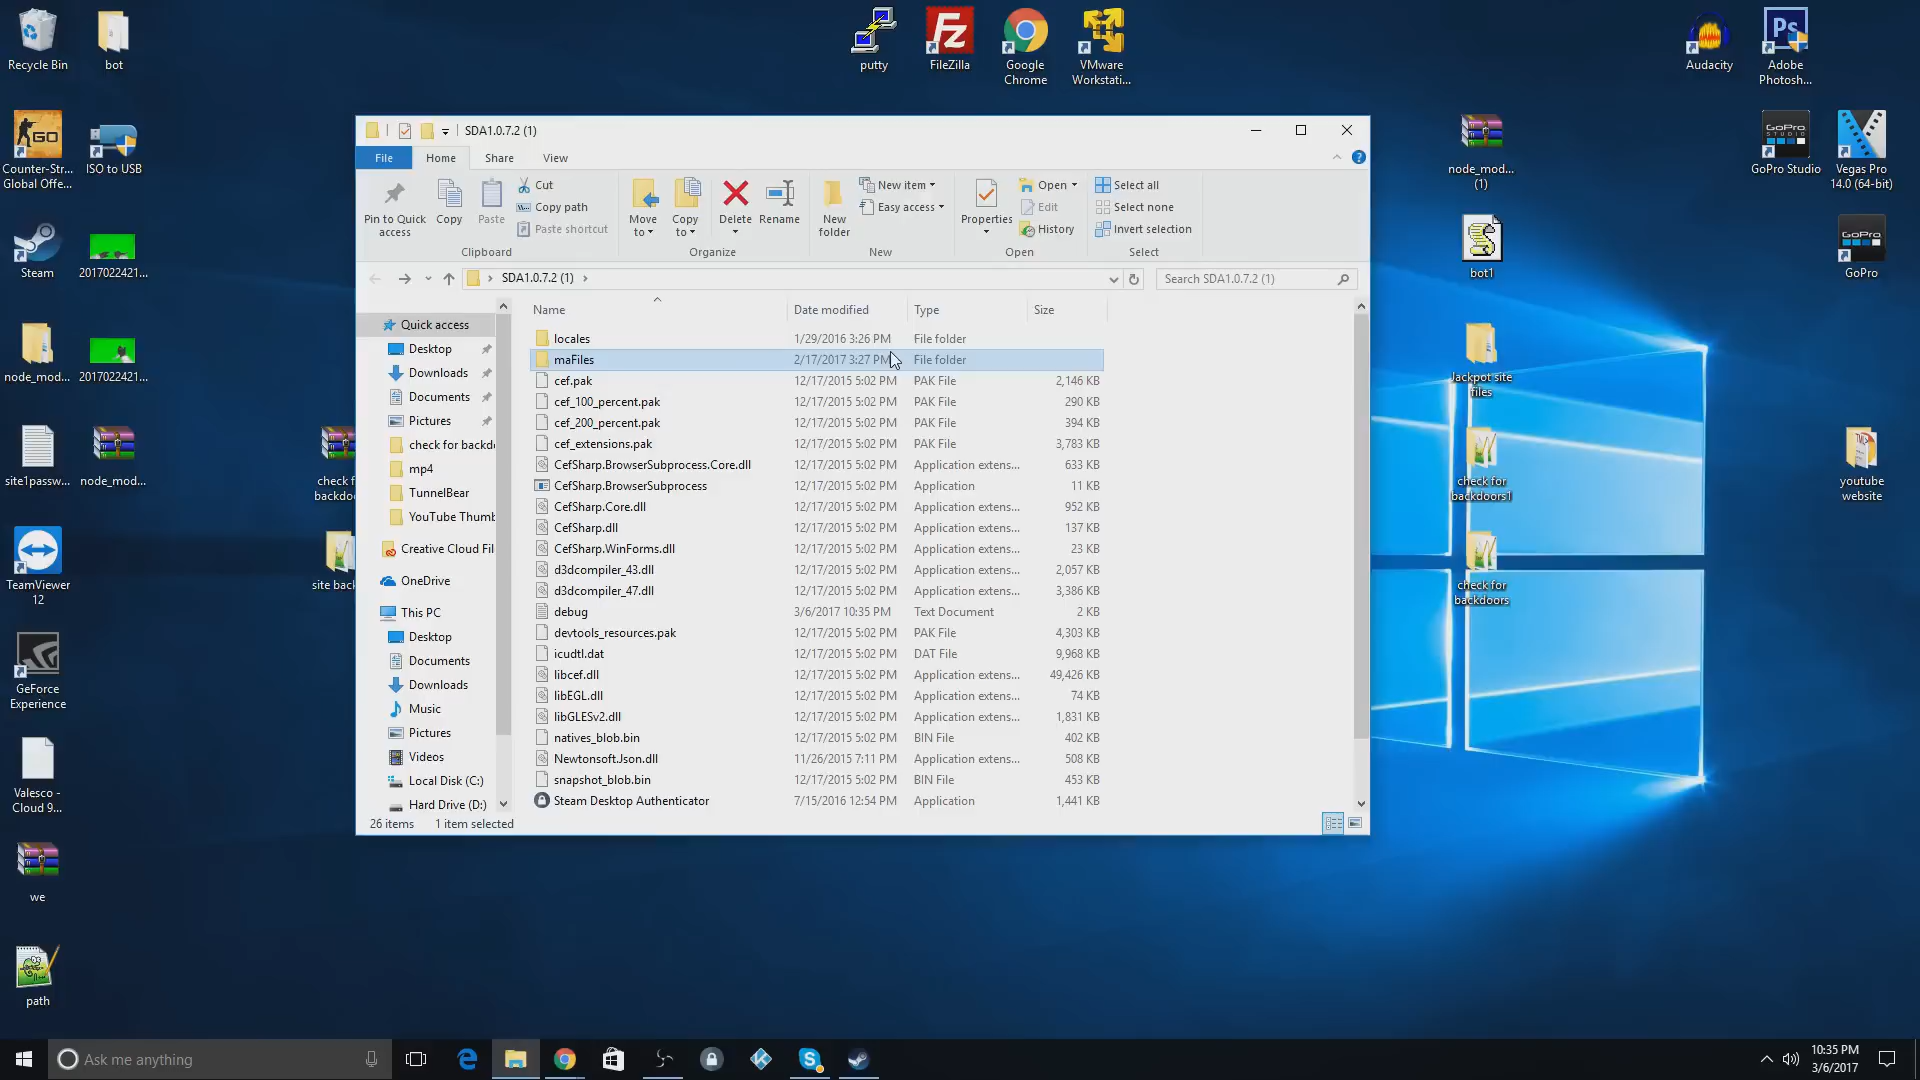 Recycle Bin
bot
putty
FileZilla
Google
Chrome
VMware
Workstati...
Audacity
Adobe
Photosh...
Counter-Str...
Global Offe...
ISO to USB
node_mod...
(1)
GoPro Studio
Vegas Pro
14.0 (64-bit)
Steam
2017022421...
bot1
GoPro
node_mod...
2017022421...
Jackpot site
files
site1passw...
node_mod...
check for
backdoors
check for
backdoors1
youtube
website
TeamViewer
12
site back
check for
backdoors
GeForce
Experience
Valesco -
Cloud 9...
we
path
SDA1.0.7.2 (1)
File
Home
Share
View
Pin to Quick
access
Copy
Paste
Cut
Copy path
Paste shortcut
Clipboard
Move
to
Copy
to
Delete
Rename
Organize
New
folder
New item
Easy access
New
Properties
Open
Edit
History
Open
Select all
Select none
Invert selection
Select
SDA1.0.7.2 (1)
Search SDA1.0.7.2 (1)
Quick access
Desktop
Downloads
Documents
Pictures
check for backdo
mp4
TunnelBear
YouTube Thumb
Creative Cloud Fil
OneDrive
This PC
Desktop
Documents
Downloads
Music
Pictures
Videos
Local Disk (C:)
Hard Drive (D:)
Name Date modified Type Size
locales 1/29/2016 3:26 PM File folder
maFiles 2/17/2017 3:27 PM File folder
cef.pak 12/17/2015 5:02 PM PAK File 2,146 KB
cef_100_percent.pak 12/17/2015 5:02 PM PAK File 290 KB
cef_200_percent.pak 12/17/2015 5:02 PM PAK File 394 KB
cef_extensions.pak 12/17/2015 5:02 PM PAK File 3,783 KB
CefSharp.BrowserSubprocess.Core.dll 12/17/2015 5:02 PM Application extens... 633 KB
CefSharp.BrowserSubprocess 12/17/2015 5:02 PM Application 11 KB
CefSharp.Core.dll 12/17/2015 5:02 PM Application extens... 952 KB
CefSharp.dll 12/17/2015 5:02 PM Application extens... 137 KB
CefSharp.WinForms.dll 12/17/2015 5:02 PM Application extens... 23 KB
d3dcompiler_43.dll 12/17/2015 5:02 PM Application extens... 2,057 KB
d3dcompiler_47.dll 12/17/2015 5:02 PM Application extens... 3,386 KB
debug 3/6/2017 10:35 PM Text Document 2 KB
devtools_resources.pak 12/17/2015 5:02 PM PAK File 4,303 KB
icudtl.dat 12/17/2015 5:02 PM DAT File 9,968 KB
libcef.dll 12/17/2015 5:02 PM Application extens... 49,426 KB
libEGL.dll 12/17/2015 5:02 PM Application extens... 74 KB
libGLESv2.dll 12/17/2015 5:02 PM Application extens... 1,831 KB
natives_blob.bin 12/17/2015 5:02 PM BIN File 402 KB
Newtonsoft.Json.dll 11/26/2015 7:11 PM Application extens... 508 KB
snapshot_blob.bin 12/17/2015 5:02 PM BIN File 453 KB
Steam Desktop Authenticator 7/15/2016 12:54 PM Application 1,441 KB
26 items 1 item selected
Ask me anything
10:35 PM
3/6/2017